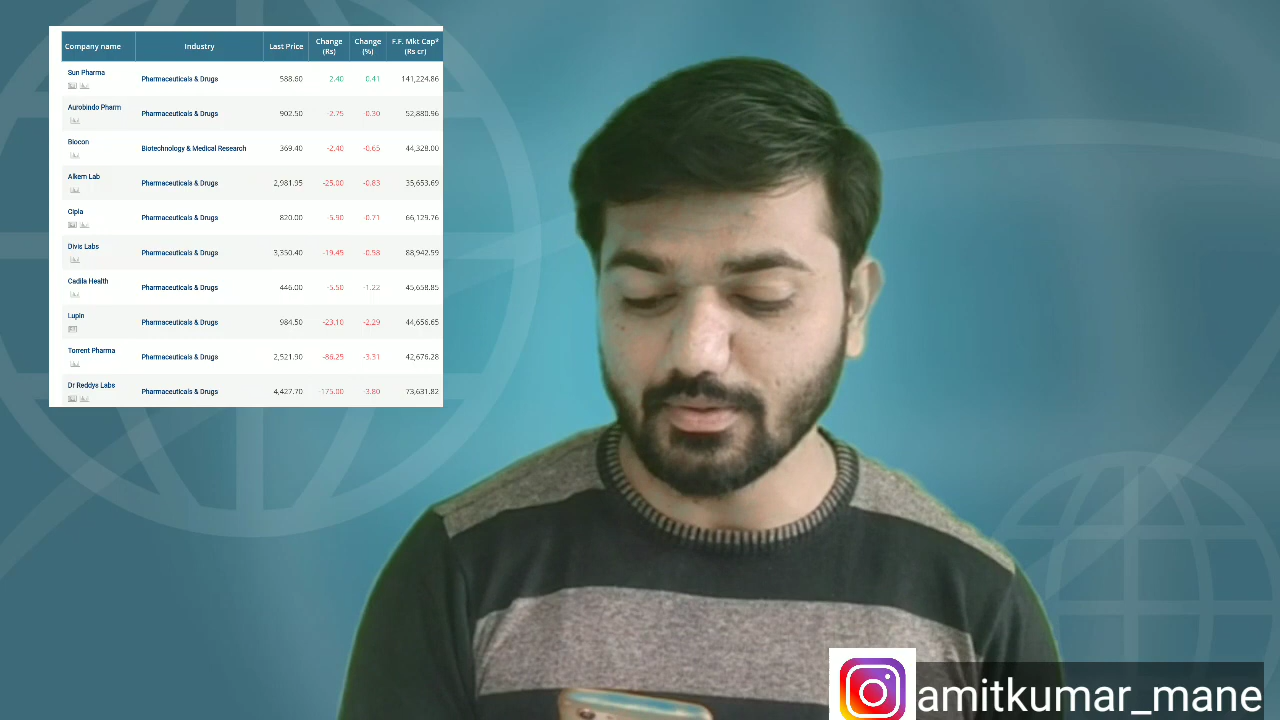 Company name Industry Last Price Change (Rs) Change (%) F.F. Mkt Cap* (Rs cr)
Sun Pharma Pharmaceuticals & Drugs 588.60 2.40 0.41 141,224.86
Aurobindo Pharm Pharmaceuticals & Drugs 902.50 -2.75 -0.30 52,880.96
Biocon Biotechnology & Medical Research 369.40 -2.40 -0.65 44,328.00
Alkem Lab Pharmaceuticals & Drugs 2,981.95 -25.00 -0.83 35,653.69
Cipla Pharmaceuticals & Drugs 820.00 -5.90 -0.71 66,129.76
Divis Labs Pharmaceuticals & Drugs 3,350.40 -19.45 -0.58 88,942.59
Cadila Health Pharmaceuticals & Drugs 446.00 -5.50 -1.22 45,658.85
Lupin Pharmaceuticals & Drugs 984.50 -23.10 -2.29 44,656.65
Torrent Pharma Pharmaceuticals & Drugs 2,521.90 -86.25 -3.31 42,676.28
Dr Reddys Labs Pharmaceuticals & Drugs 4,427.70 -175.00 -3.80 73,631.82
amitkumar_mane